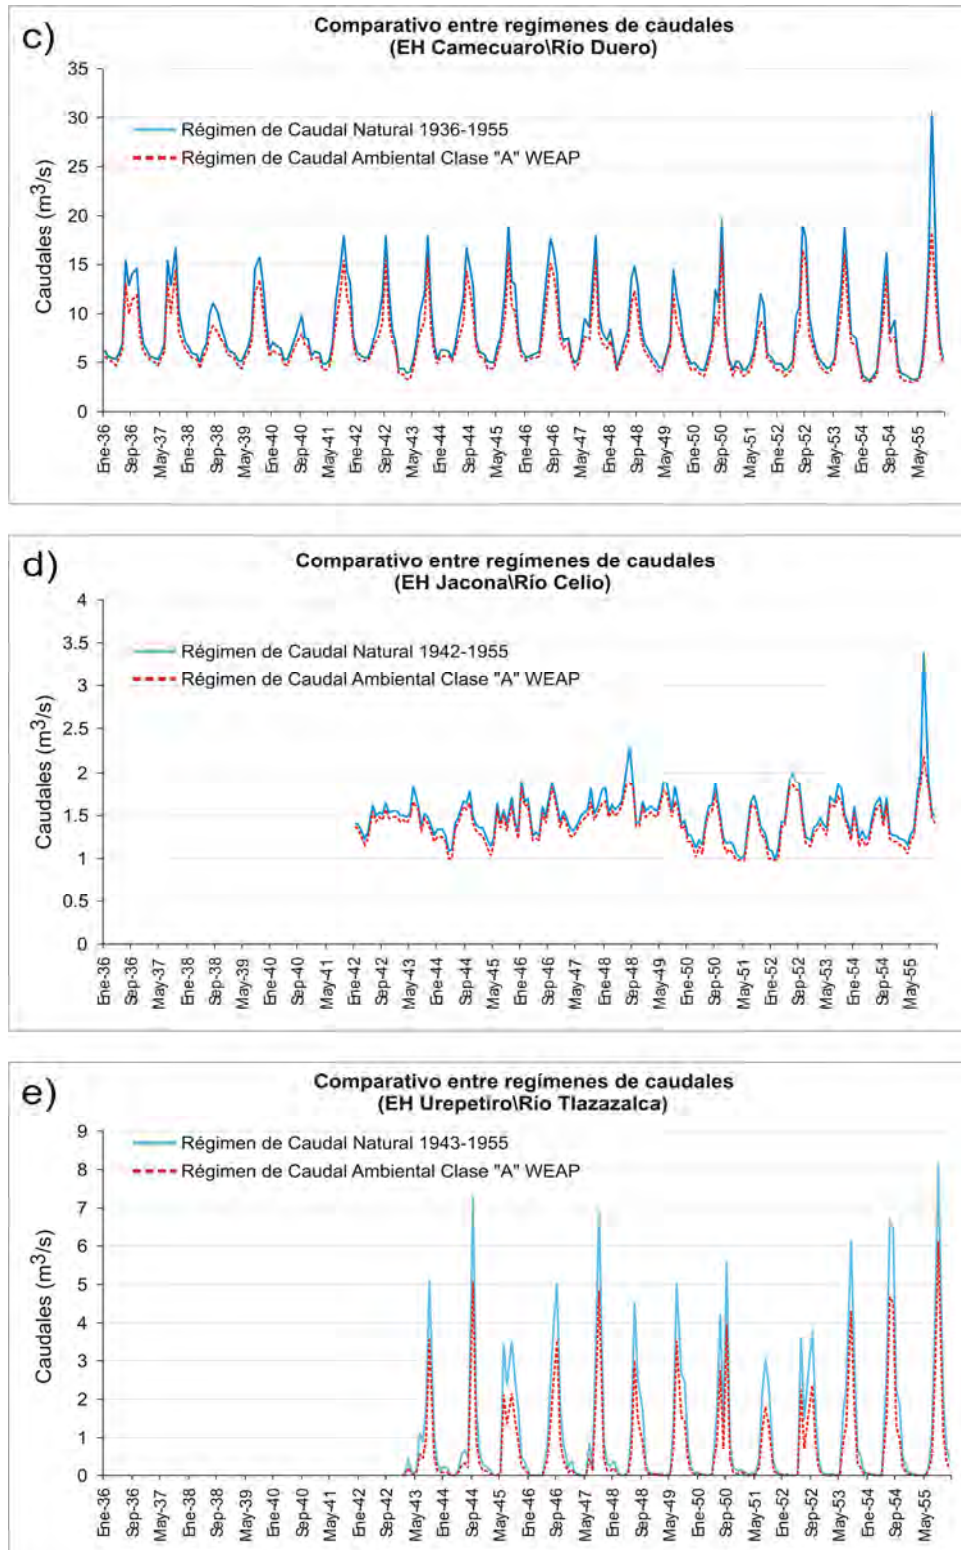 c)
Comparativo entre regímenes de caudales
(EH Camecuaro\Río Duero)
35
30
25
20
15
10
5
0
Caudales (m3/s)
Régimen de Caudal Natural 1936-1955
Régimen de Caudal Ambiental Clase "A" WEAP
Ene-36
Sep-36
May-37
Ene-38
Sep-38
May-39
Ene-40
Sep-40
May-41
Ene-42
Sep-42
May-43
Ene-44
Sep-44
May-45
Ene-46
Sep-46
May-47
Ene-48
Sep-48
May-49
Ene-50
Sep-50
May-51
Ene-52
Sep-52
May-53
Ene-54
Sep-54
May-55
d)
Comparativo entre regímenes de caudales
(EH Jacona\Río Celio)
4
3.5
3
2.5
2
1.5
1
0.5
0
Caudales (m3/s)
Régimen de Caudal Natural 1942-1955
Régimen de Caudal Ambiental Clase "A" WEAP
Ene-36
Sep-36
May-37
Ene-38
Sep-38
May-39
Ene-40
Sep-40
May-41
Ene-42
Sep-42
May-43
Ene-44
Sep-44
May-45
Ene-46
Sep-46
May-47
Ene-48
Sep-48
May-49
Ene-50
Sep-50
May-51
Ene-52
Sep-52
May-53
Ene-54
Sep-54
May-55
e)
Comparativo entre regímenes de caudales
(EH Urepetiro\Río Tlazazalca)
9
8
7
6
5
4
3
2
1
0
Caudales (m3/s)
Régimen de Caudal Natural 1943-1955
Régimen de Caudal Ambiental Clase "A" WEAP
Ene-36
Sep-36
May-37
Ene-38
Sep-38
May-39
Ene-40
Sep-40
May-41
Ene-42
Sep-42
May-43
Ene-44
Sep-44
May-45
Ene-46
Sep-46
May-47
Ene-48
Sep-48
May-49
Ene-50
Sep-50
May-51
Ene-52
Sep-52
May-53
Ene-54
Sep-54
May-55